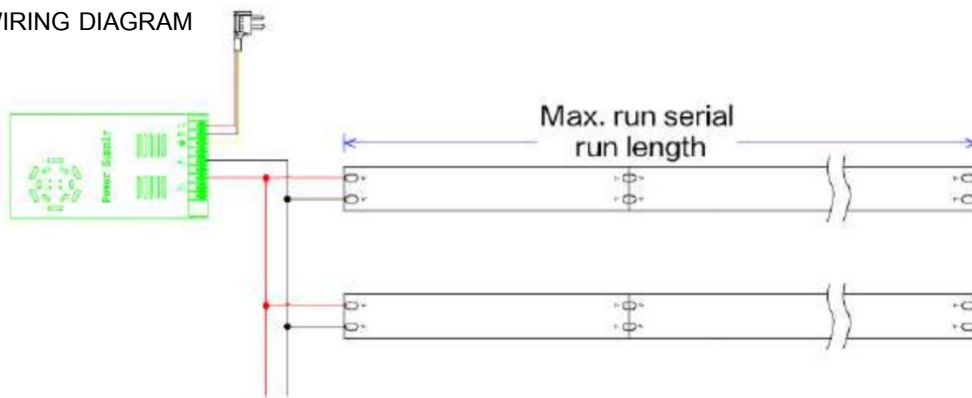 WIRING DIAGRAM
Max. run serial
run length
Power Supply